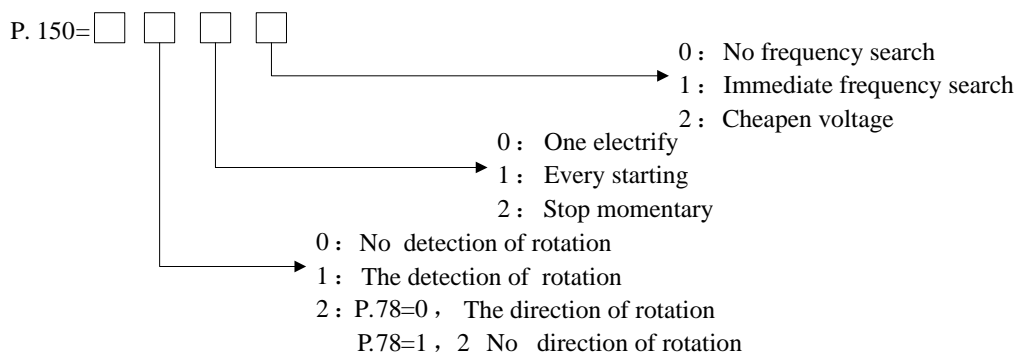 P. 150=
0： No frequency search
1： Immediate frequency search
2： Cheapen voltage
0： One electrify
1： Every starting
2： Stop momentary
0： No detection of rotation
1： The detection of rotation
2： P.78=0， The direction of rotation
P.78=1，2 No direction of rotation